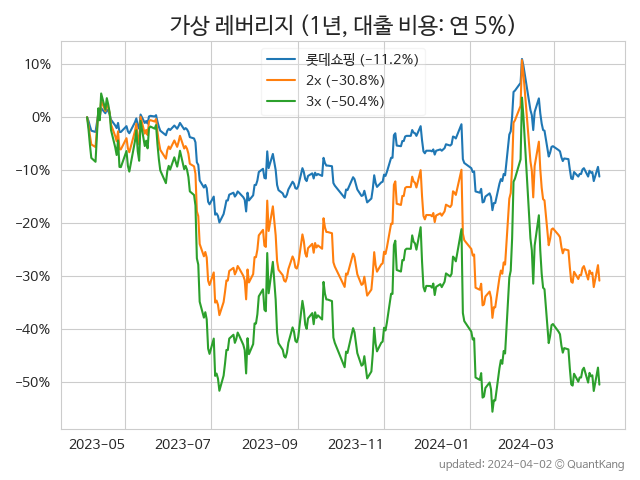 가상 레버리지 (1년, 대출 비용: 연 5%)
롯데쇼핑 (−11.2%)
2x (−30.8%)
3x (−50.4%)
10%
0%
−10%
−20%
−30%
−40%
−50%
2023-05
2023-07
2023-09
2023-11
2024-01
2024-03
updated: 2024-04-02 © QuantKang